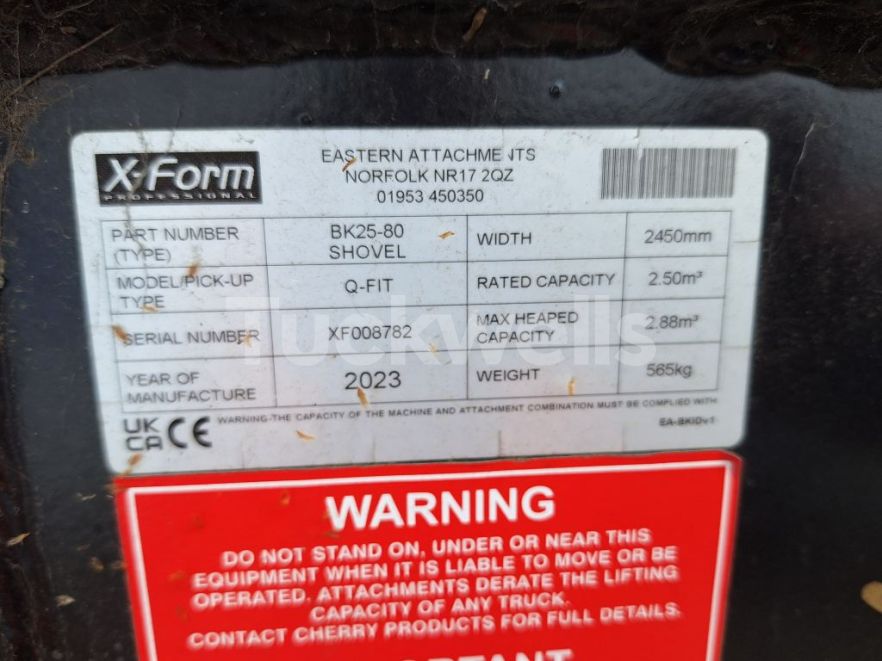 X-Form
PROFESSIONAL
EASTERN ATTACHMENTS
NORFOLK NR17 2QZ
01953 450350
PART NUMBER
(TYPE)
BK25-80
SHOVEL
WIDTH
2450mm
MODEL/PICK-UP
TYPE
Q-FIT
RATED CAPACITY
2.50m³
SERIAL NUMBER
XF008782
MAX HEAPED
CAPACITY
2.88m³
YEAR OF
MANUFACTURE
2023
WEIGHT
565kg
Tuckwells
UK
CA CE
WARNING-THE CAPACITY OF THE MACHINE AND ATTACHMENT COMBINATION MUST BE COMPLIED WITH
EA-BKIDv1
WARNING
DO NOT STAND ON, UNDER OR NEAR THIS
EQUIPMENT WHEN IT IS LIABLE TO MOVE OR BE
OPERATED. ATTACHMENTS DERATE THE LIFTING
CAPACITY OF ANY TRUCK.
CONTACT CHERRY PRODUCTS FOR FULL DETAILS.